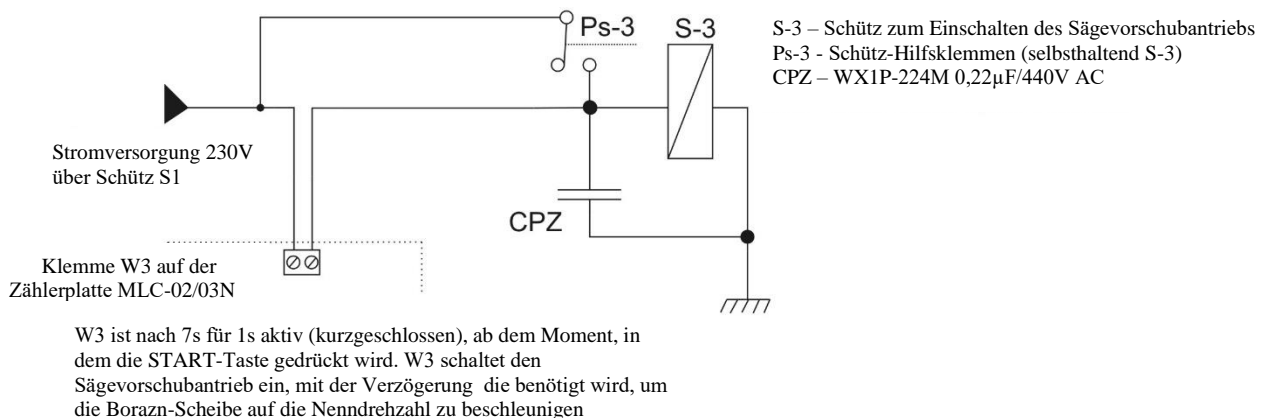 Ps-3
S-3
S-3 – Schütz zum Einschalten des Sägevorschubantriebs
Ps-3 - Schütz-Hilfsklemmen (selbsthaltend S-3)
CPZ – WX1P-224M 0,22µF/440V AC
Stromversorgung 230V
über Schütz S1
CPZ
Klemme W3 auf der
Zählerplatte MLC-02/03N
W3 ist nach 7s für 1s aktiv (kurzgeschlossen), ab dem Moment, in
dem die START-Taste gedrückt wird. W3 schaltet den
Sägevorschubantrieb ein, mit der Verzögerung die benötigt wird, um
die Borazn-Scheibe auf die Nenndrehzahl zu beschleunigen